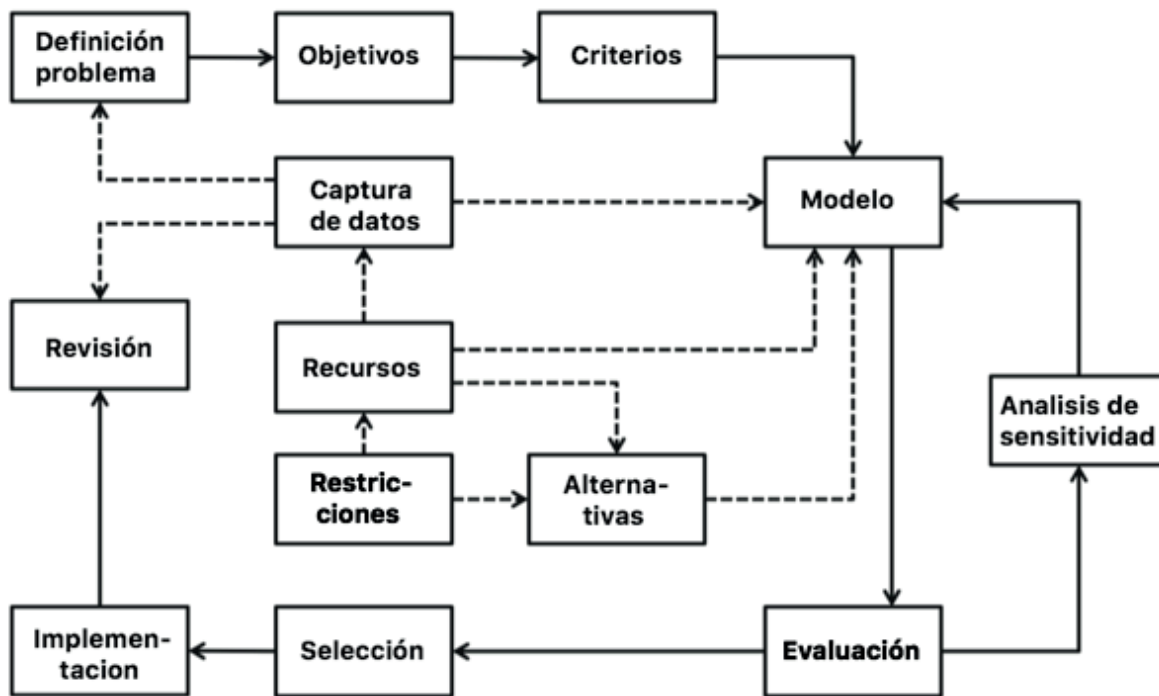 Definición
problema
Objetivos
Criterios
Captura
de datos
Modelo
Revisión
Recursos
Analisis de
sensitividad
Restric-
ciones
Alterna-
tivas
Implemen-
tacion
Selección
Evaluación